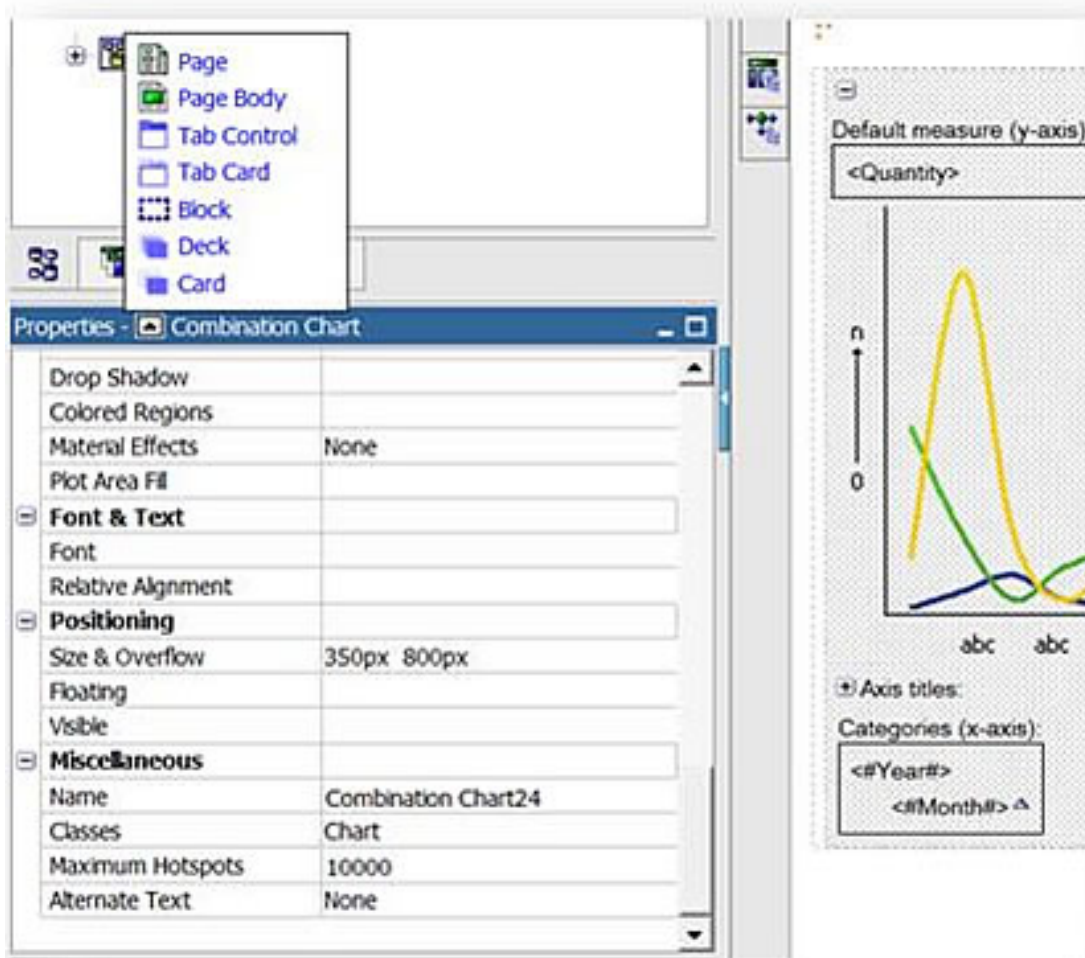 Page
Page Body
Tab Control
Tab Card
Block
Deck
Card
Properties - Combination Chart
Drop Shadow
Colored Regions
Material Effects None
Plot Area Fill
Font & Text
Font
Relative Alignment
Positioning
Size & Overflow 350px 800px
Floating
Visible
Miscellaneous
Name Combination Chart24
Classes Chart
Maximum Hotspots 10000
Alternate Text None
Default measure (y-axis)
<Quantity>
n
0
abc abc
Axis titles:
Categories (x-axis):
<#Year#>
<#Month#>